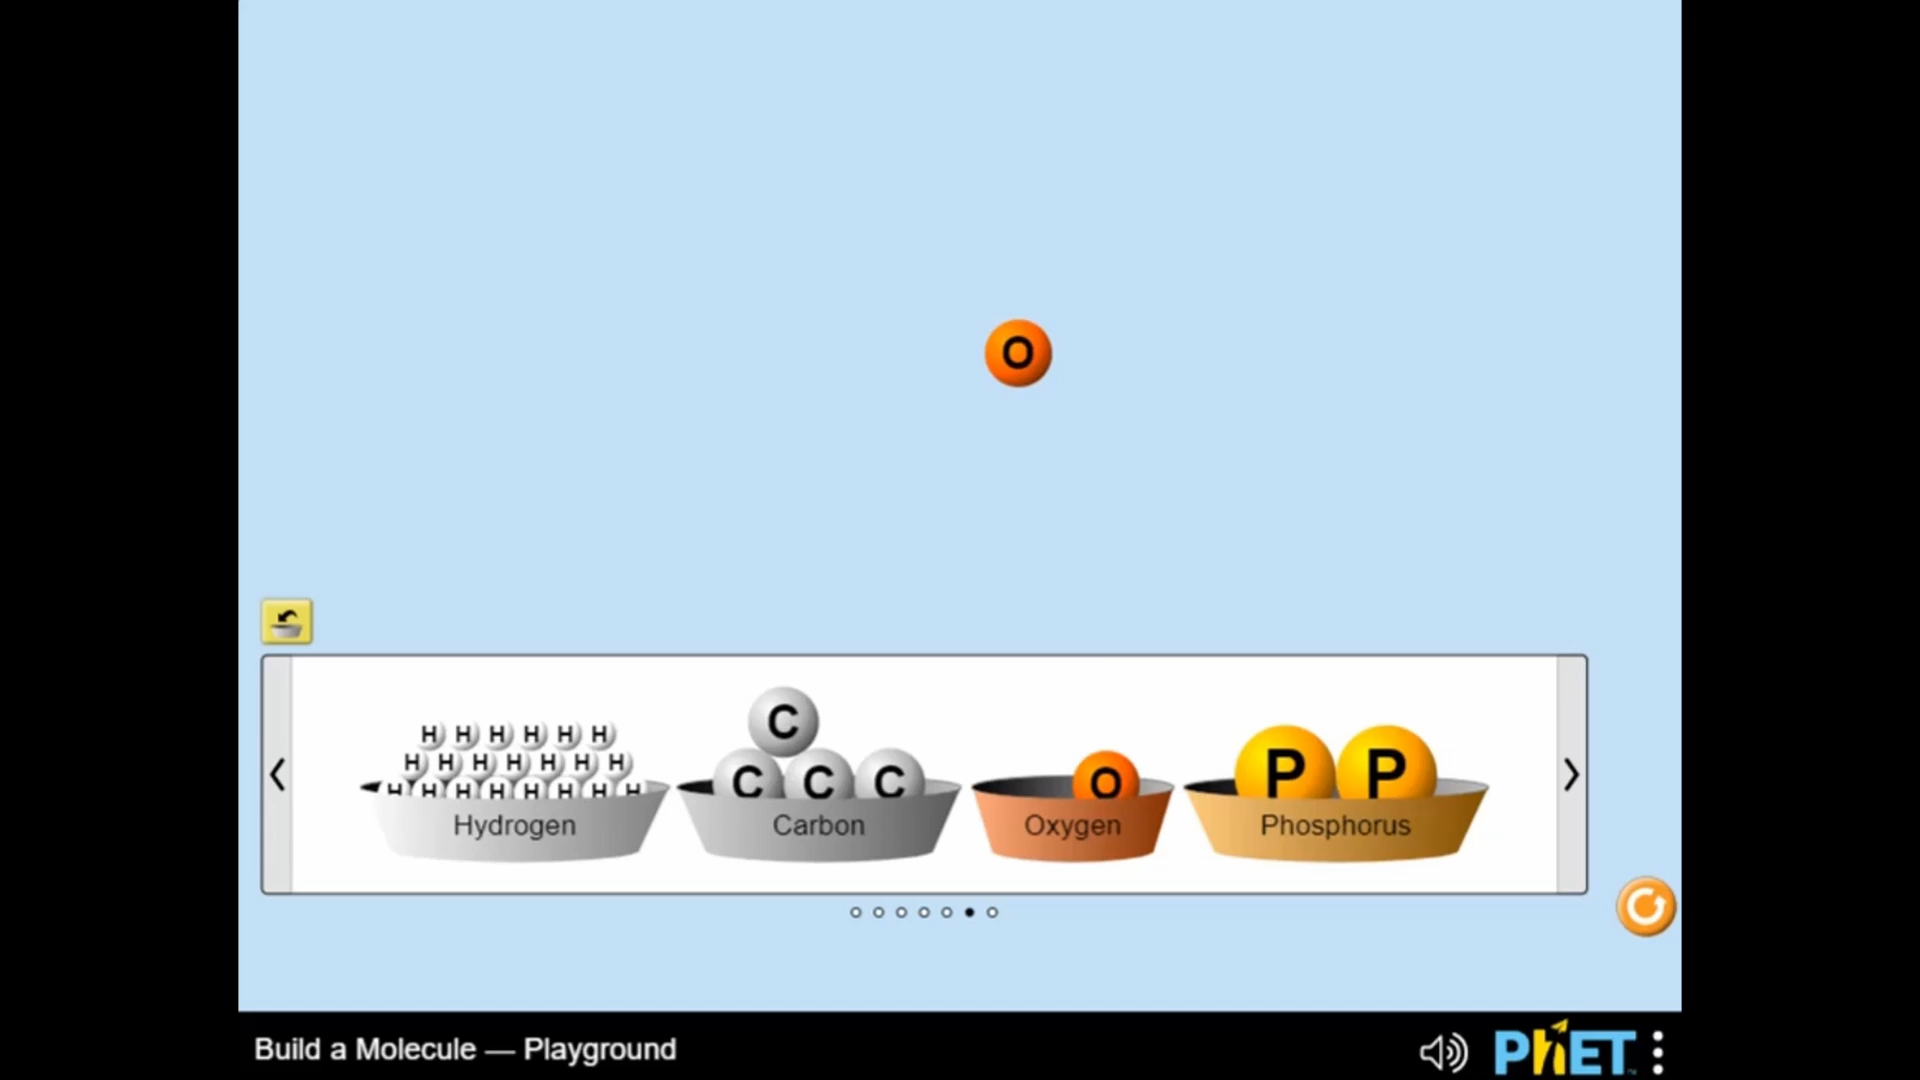 O
H H H H H H
H H H H H H H
H H H H H H H H
C
C C C
O
P P
Hydrogen
Carbon
Oxygen
Phosphorus
Build a Molecule — Playground
PhET